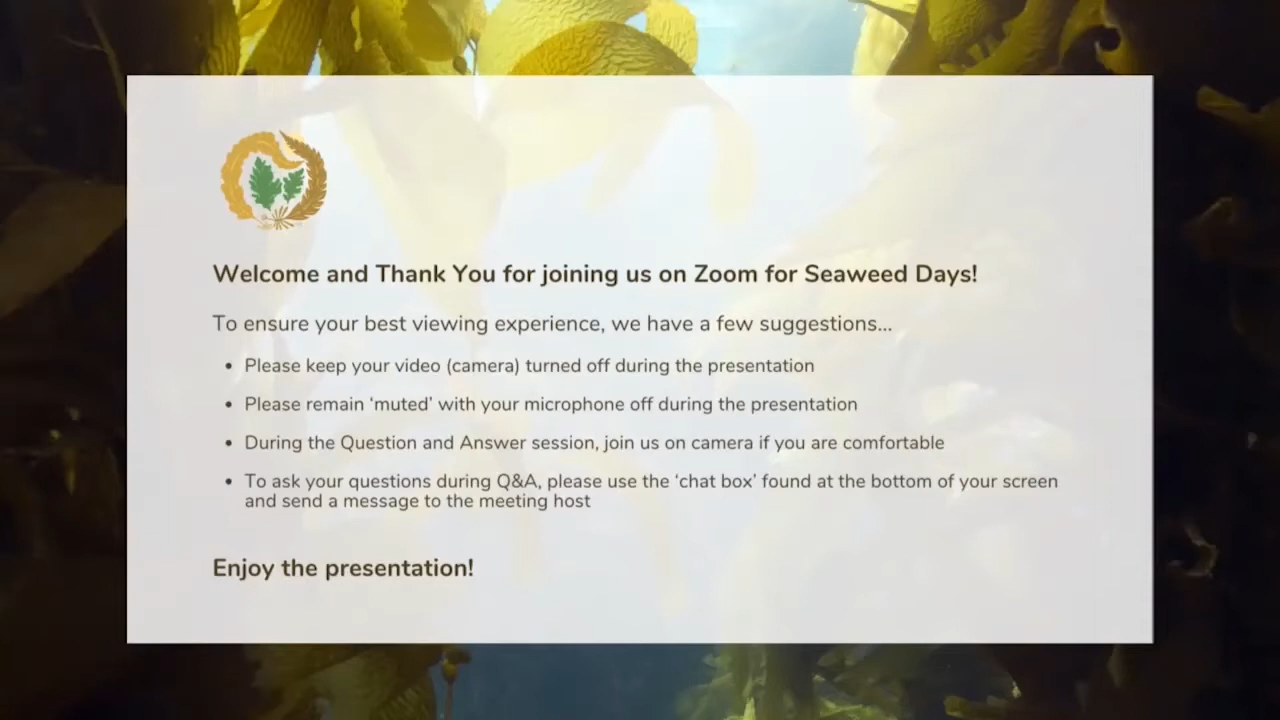 Welcome and Thank You for joining us on Zoom for Seaweed Days!
To ensure your best viewing experience, we have a few suggestions...
• Please keep your video (camera) turned off during the presentation
• Please remain ‘muted’ with your microphone off during the presentation
• During the Question and Answer session, join us on camera if you are comfortable
• To ask your questions during Q&A, please use the ‘chat box’ found at the bottom of your screen
and send a message to the meeting host
Enjoy the presentation!